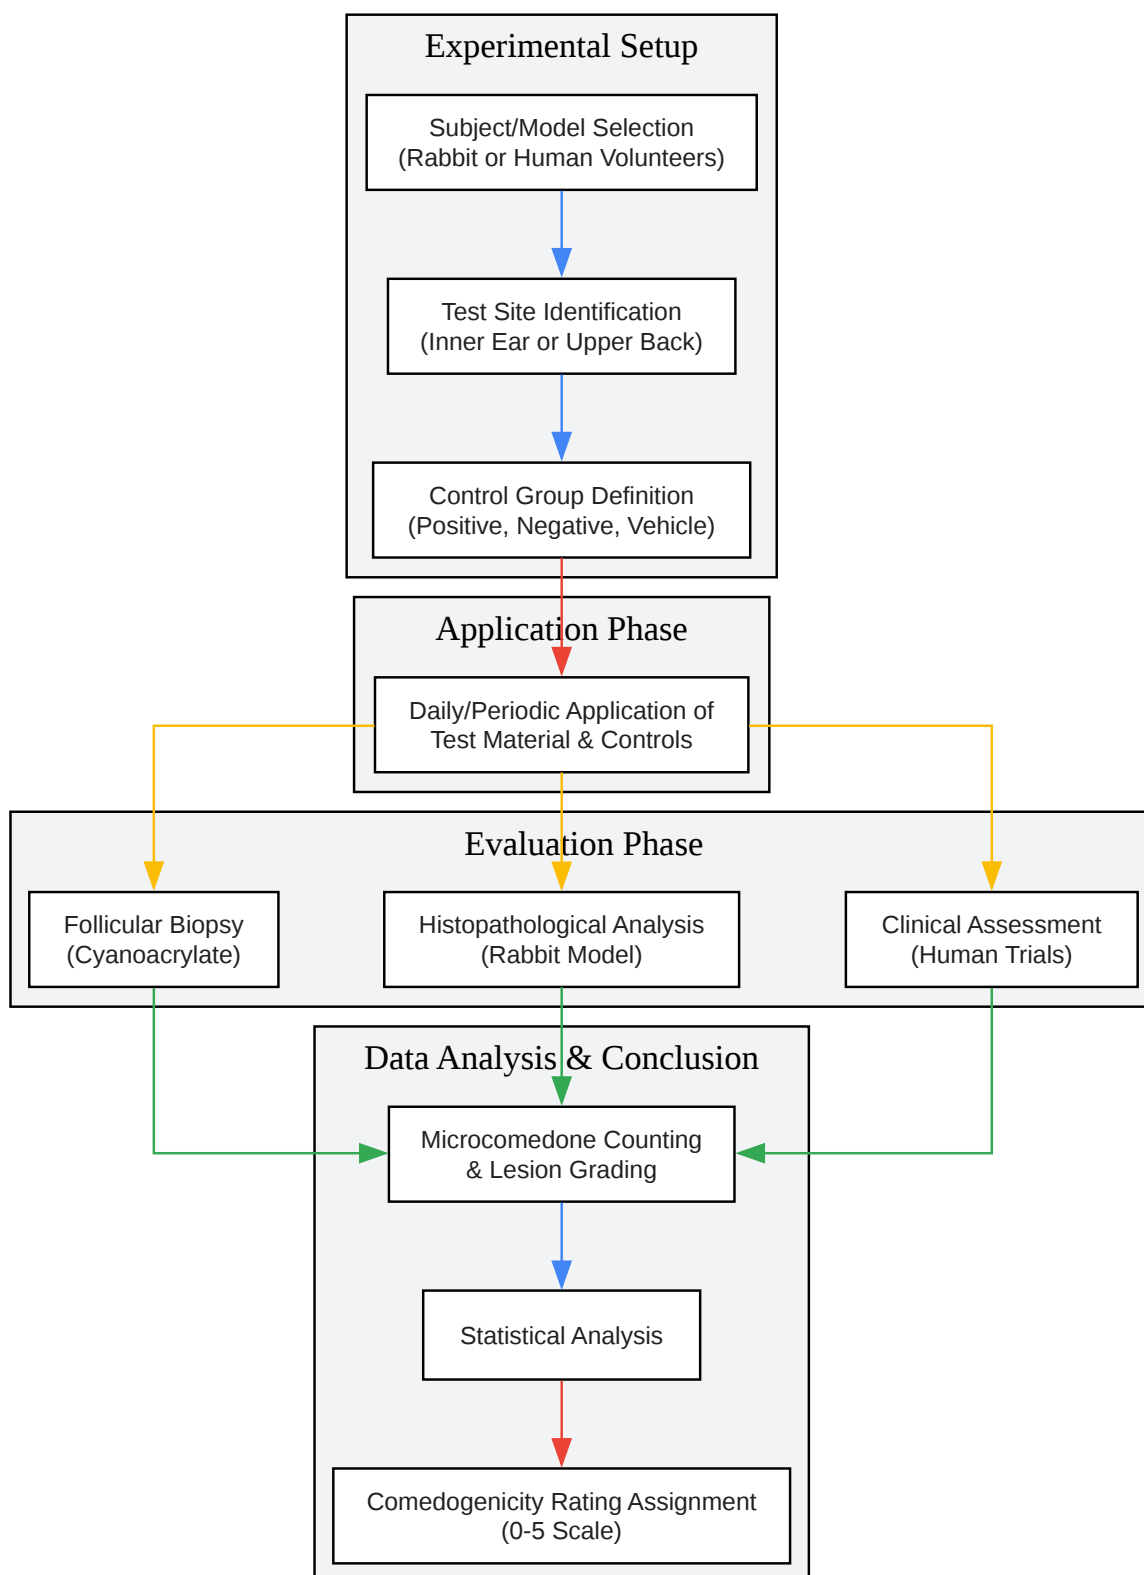 Experimental Setup
Subject/Model Selection
(Rabbit or Human Volunteers)
Test Site Identification
(Inner Ear or Upper Back)
Control Group Definition
(Positive, Negative, Vehicle)
Application Phase
Daily/Periodic Application of
Test Material & Controls
Evaluation Phase
Follicular Biopsy
(Cyanoacrylate)
Histopathological Analysis
(Rabbit Model)
Clinical Assessment
(Human Trials)
Data Analysis & Conclusion
Microcomedone Counting
& Lesion Grading
Statistical Analysis
Comedogenicity Rating Assignment
(0-5 Scale)